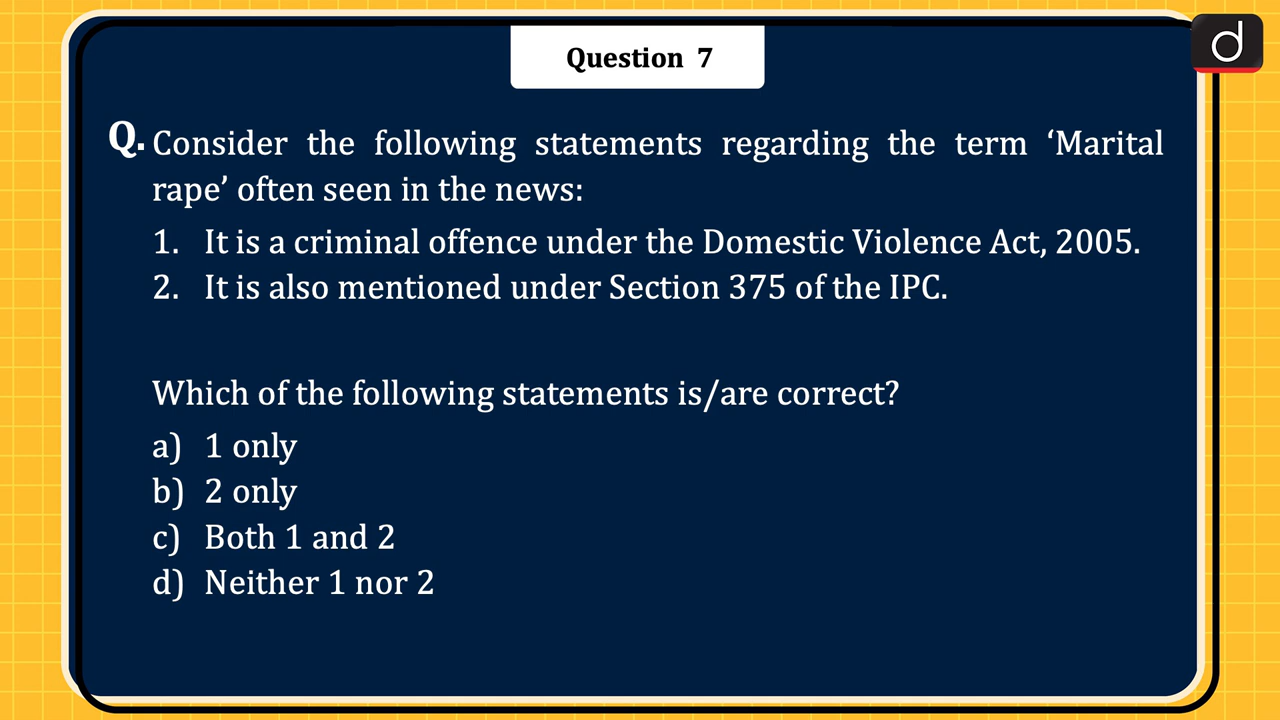 Question 7
d
Q. Consider the following statements regarding the term ‘Marital
rape’ often seen in the news:
1. It is a criminal offence under the Domestic Violence Act, 2005.
2. It is also mentioned under Section 375 of the IPC.
Which of the following statements is/are correct?
a) 1 only
b) 2 only
c) Both 1 and 2
d) Neither 1 nor 2